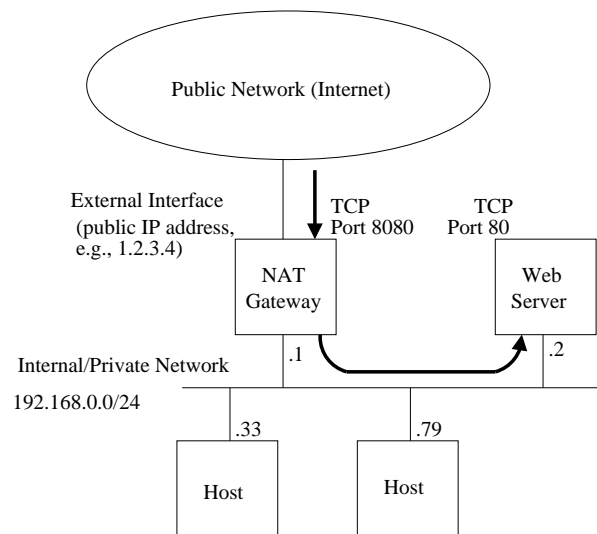 Public Network (Internet)
External Interface
(public IP address,
e.g., 1.2.3.4)
TCP
Port 8080
TCP
Port 80
NAT
Gateway
Web
Server
.1
.2
Internal/Private Network
192.168.0.0/24
.33
.79
Host
Host